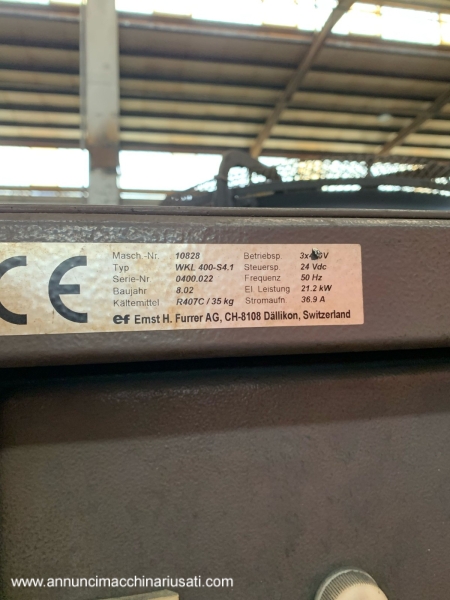 CE
Masch.-Nr. 10828 Betriebsp.
Typ WKL 400-S4.1 Steuersp. 24 Vdc
Serie-Nr. 0400.022 Frequenz 50 Hz
Baujahr. 8.02 El. Leistung 21.2 kW
Kältemittel R407C / 35 kg Stromaufn. 36.9 A
ef Ernst H. Furrer AG, CH-8108 Dällikon, Switzerland
www.annuncimacchinariusati.com